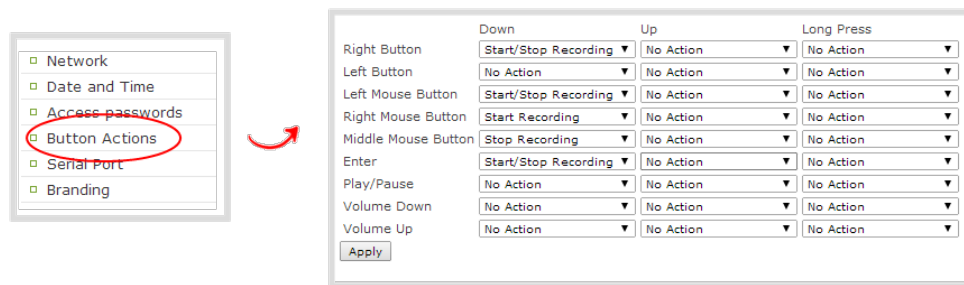 Network
Date and Time
Access passwords
Button Actions
Serial Port
Branding
Down Up Long Press
Right Button Start/Stop Recording No Action No Action
Left Button No Action No Action No Action
Left Mouse Button Start/Stop Recording No Action No Action
Right Mouse Button Start Recording No Action No Action
Middle Mouse Button Stop Recording No Action No Action
Enter Start/Stop Recording No Action No Action
Play/Pause No Action No Action No Action
Volume Down No Action No Action No Action
Volume Up No Action No Action No Action
Apply